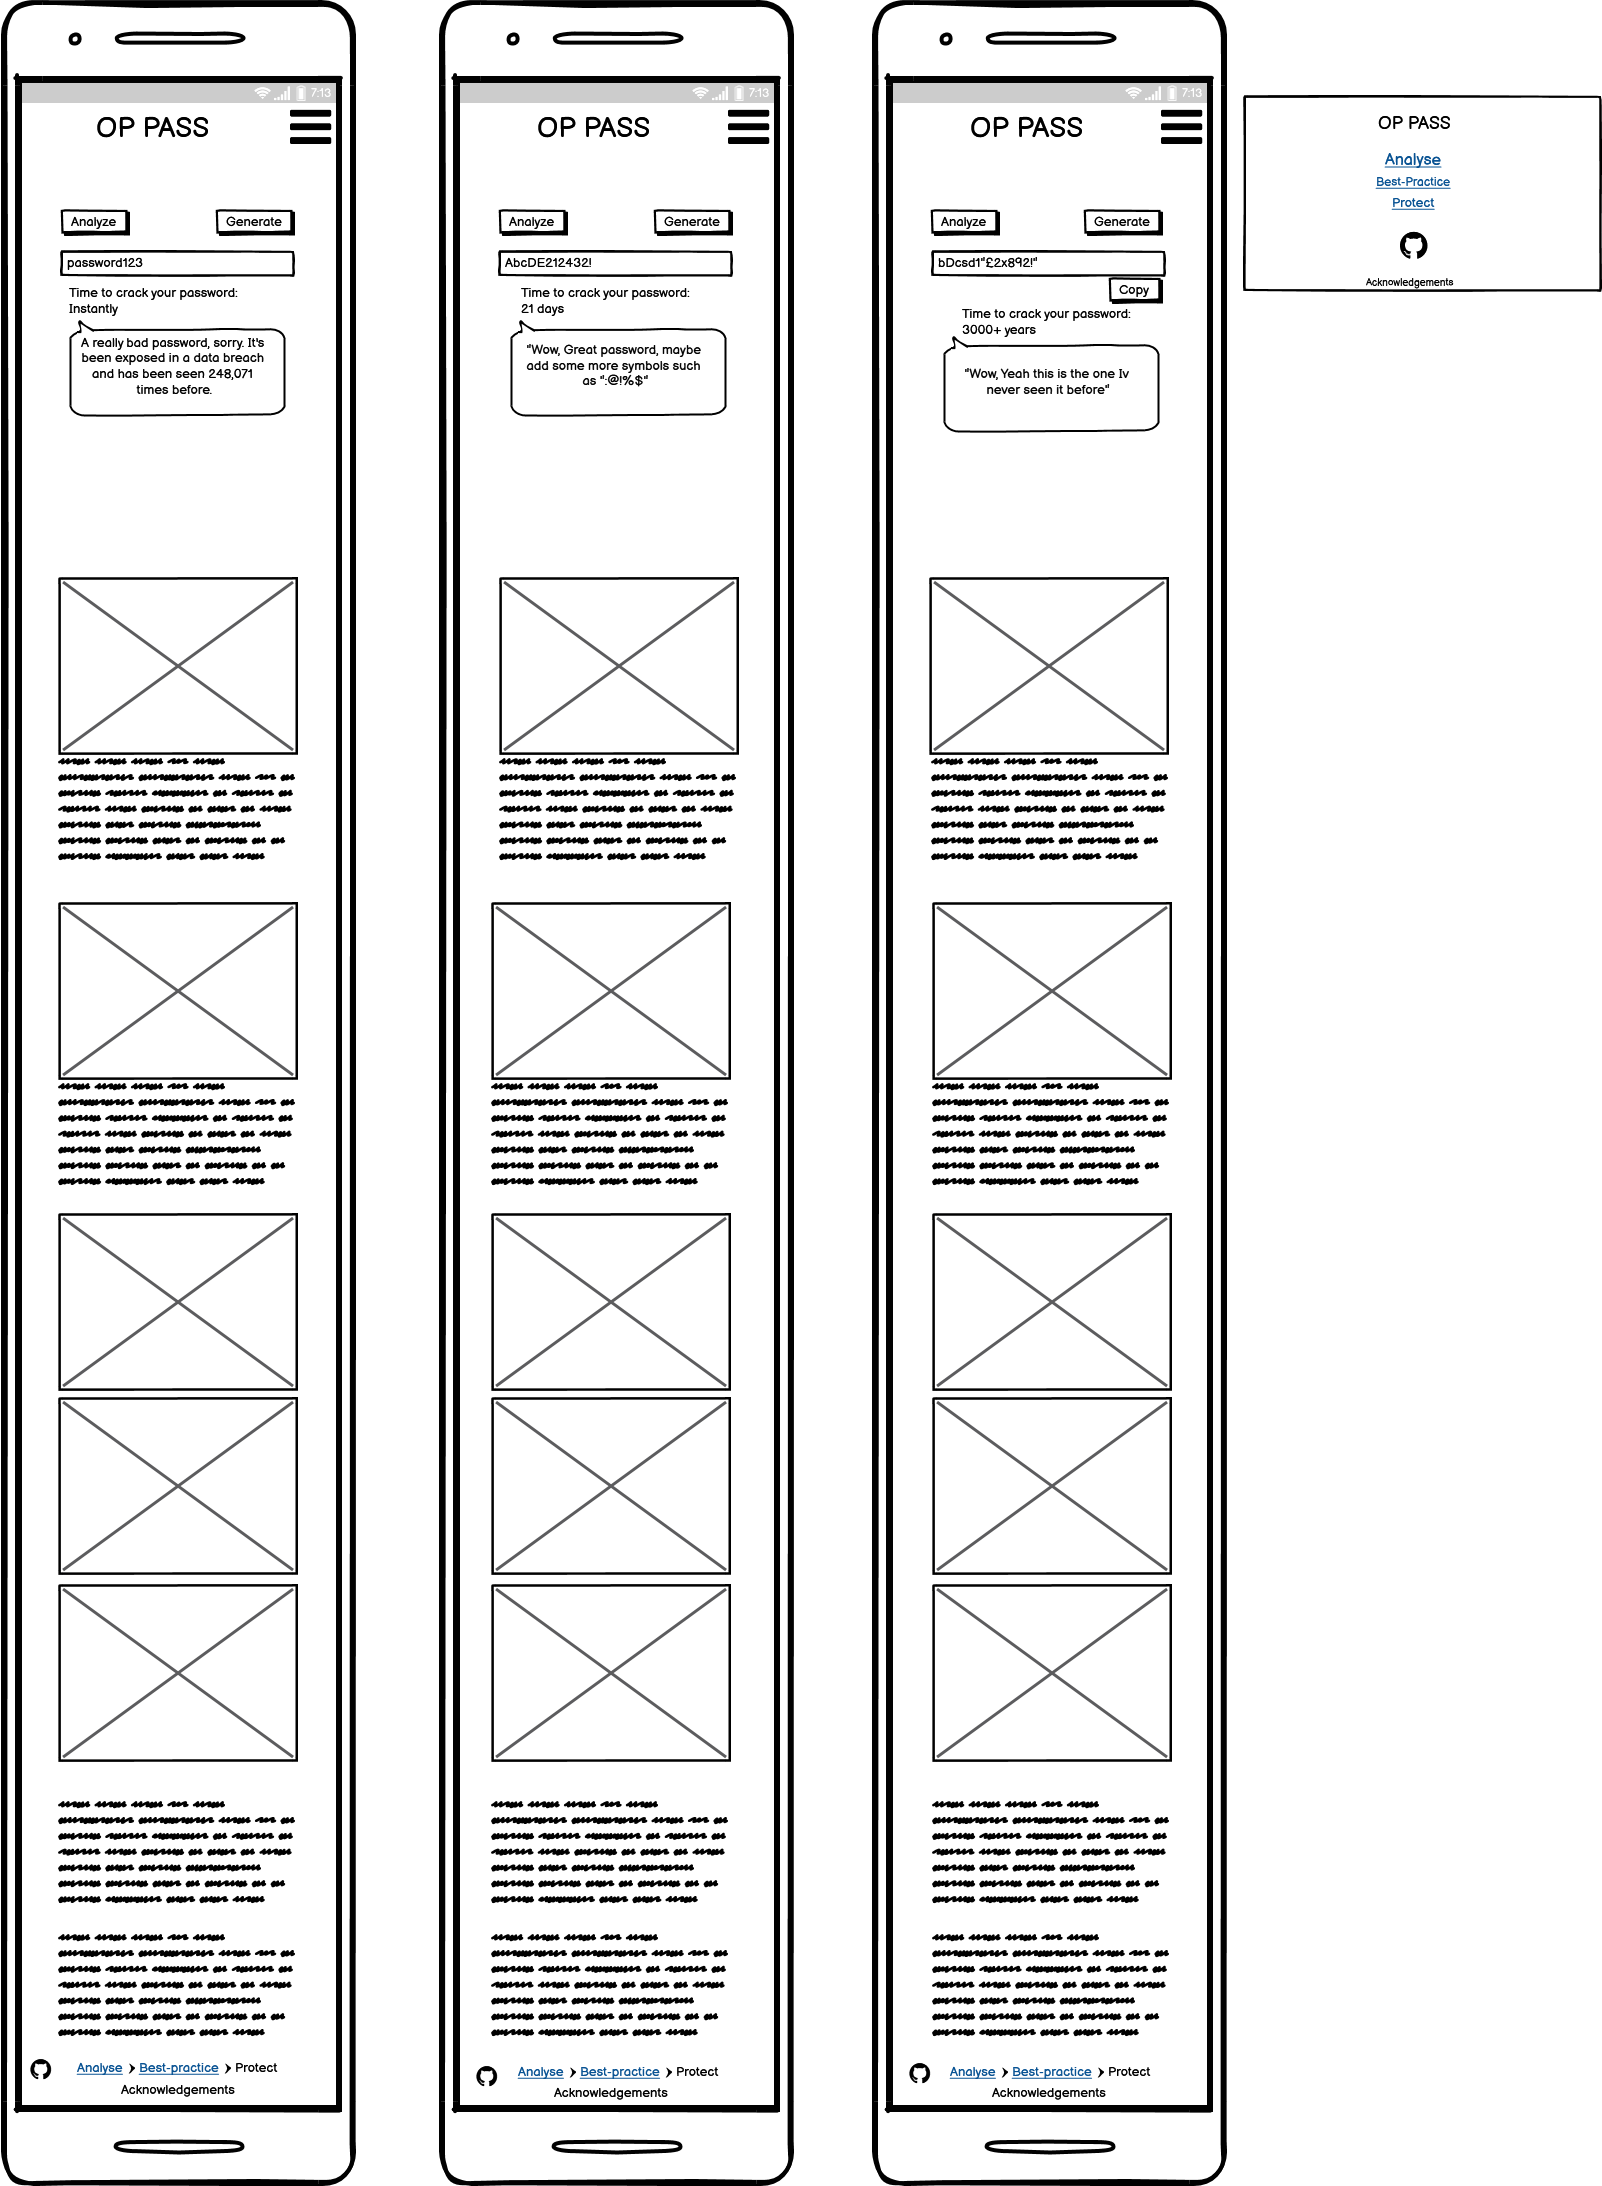 7:13
OP PASS
Analyze
Generate
password123
Time to crack your password:
Instantly
A really bad password, sorry. It's
been exposed in a data breach
and has been seen 248,071
times before.
Analyse
Best-practice
Protect
Acknowledgements
7:13
OP PASS
Analyze
Generate
AbcDE212432!
Time to crack your password:
21 days
"Wow, Great password, maybe
add some more symbols such
as ":@!%$"
Analyse
Best-practice
Protect
Acknowledgements
7:13
OP PASS
Analyze
Generate
bDcsd1"£2x892!"
Copy
Time to crack your password:
3000+ years
"Wow, Yeah this is the one Iv
never seen it before"
Analyse
Best-practice
Protect
Acknowledgements
OP PASS
Analyse
Best-Practice
Protect
Acknowledgements